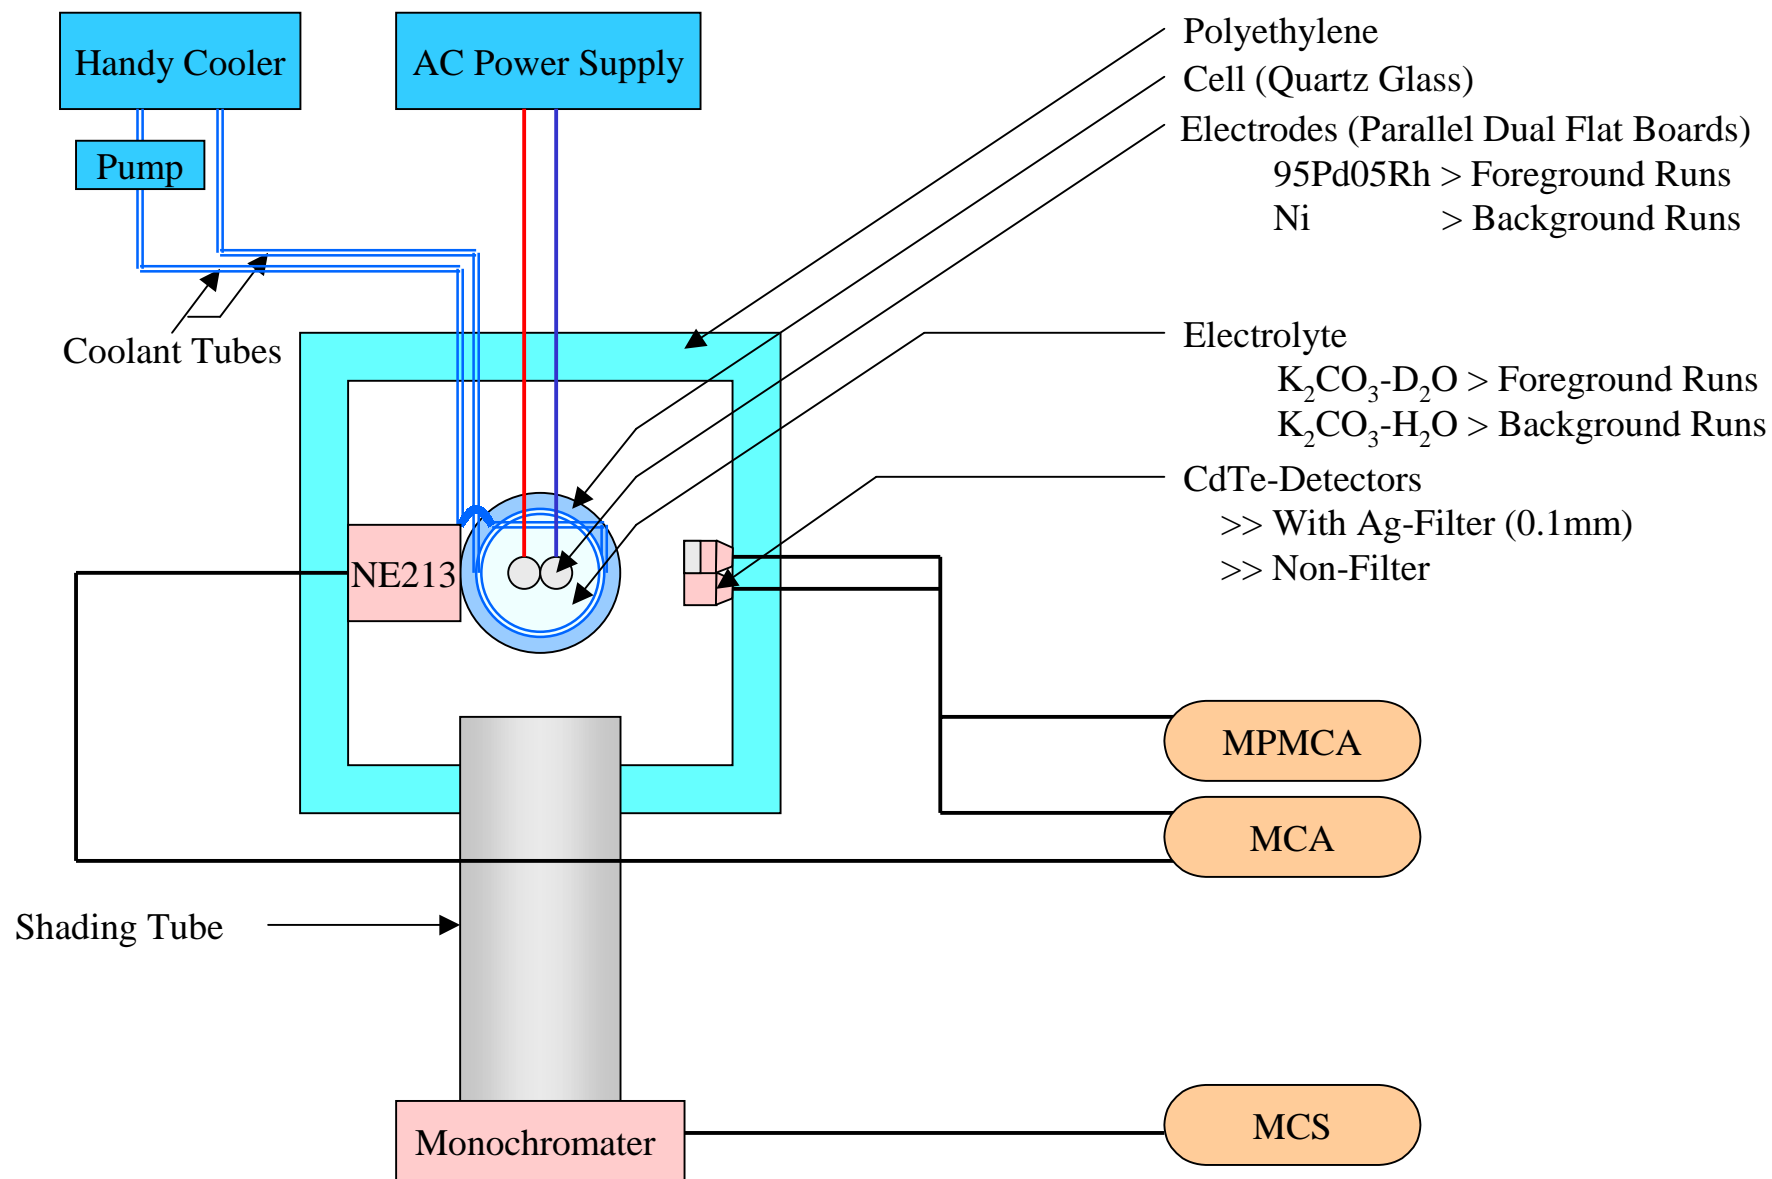 Handy Cooler
AC Power Supply
Pump
Polyethylene
Cell (Quartz Glass)
Electrodes (Parallel Dual Flat Boards)
95Pd05Rh > Foreground Runs
Ni > Background Runs
Coolant Tubes
Electrolyte
K₂CO₃-D₂O > Foreground Runs
K₂CO₃-H₂O > Background Runs
CdTe-Detectors
>> With Ag-Filter (0.1mm)
>> Non-Filter
NE213
MPMCA
MCA
Shading Tube
MCS
Monochromater